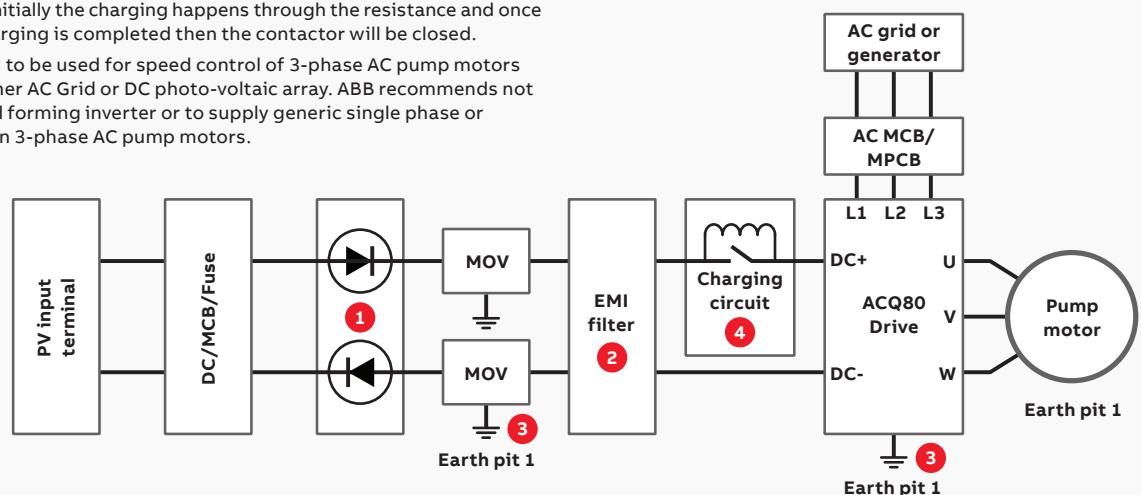 nitially the charging happens through the resistance and once
arging is completed then the contactor will be closed.
to be used for speed control of 3-phase AC pump motors
ner AC Grid or DC photo-voltaic array. ABB recommends not
d forming inverter or to supply generic single phase or
n 3-phase AC pump motors.
AC grid or
generator
AC MCB/
MPCB
L1 L2 L3
PV input
terminal
DC/MCB/Fuse
1
MOV
MOV
3
Earth pit 1
EMI
filter
2
Charging
circuit
4
DC+
U
ACQ80
Drive
V
DC-
W
3
Earth pit 1
Pump
motor
Earth pit 1